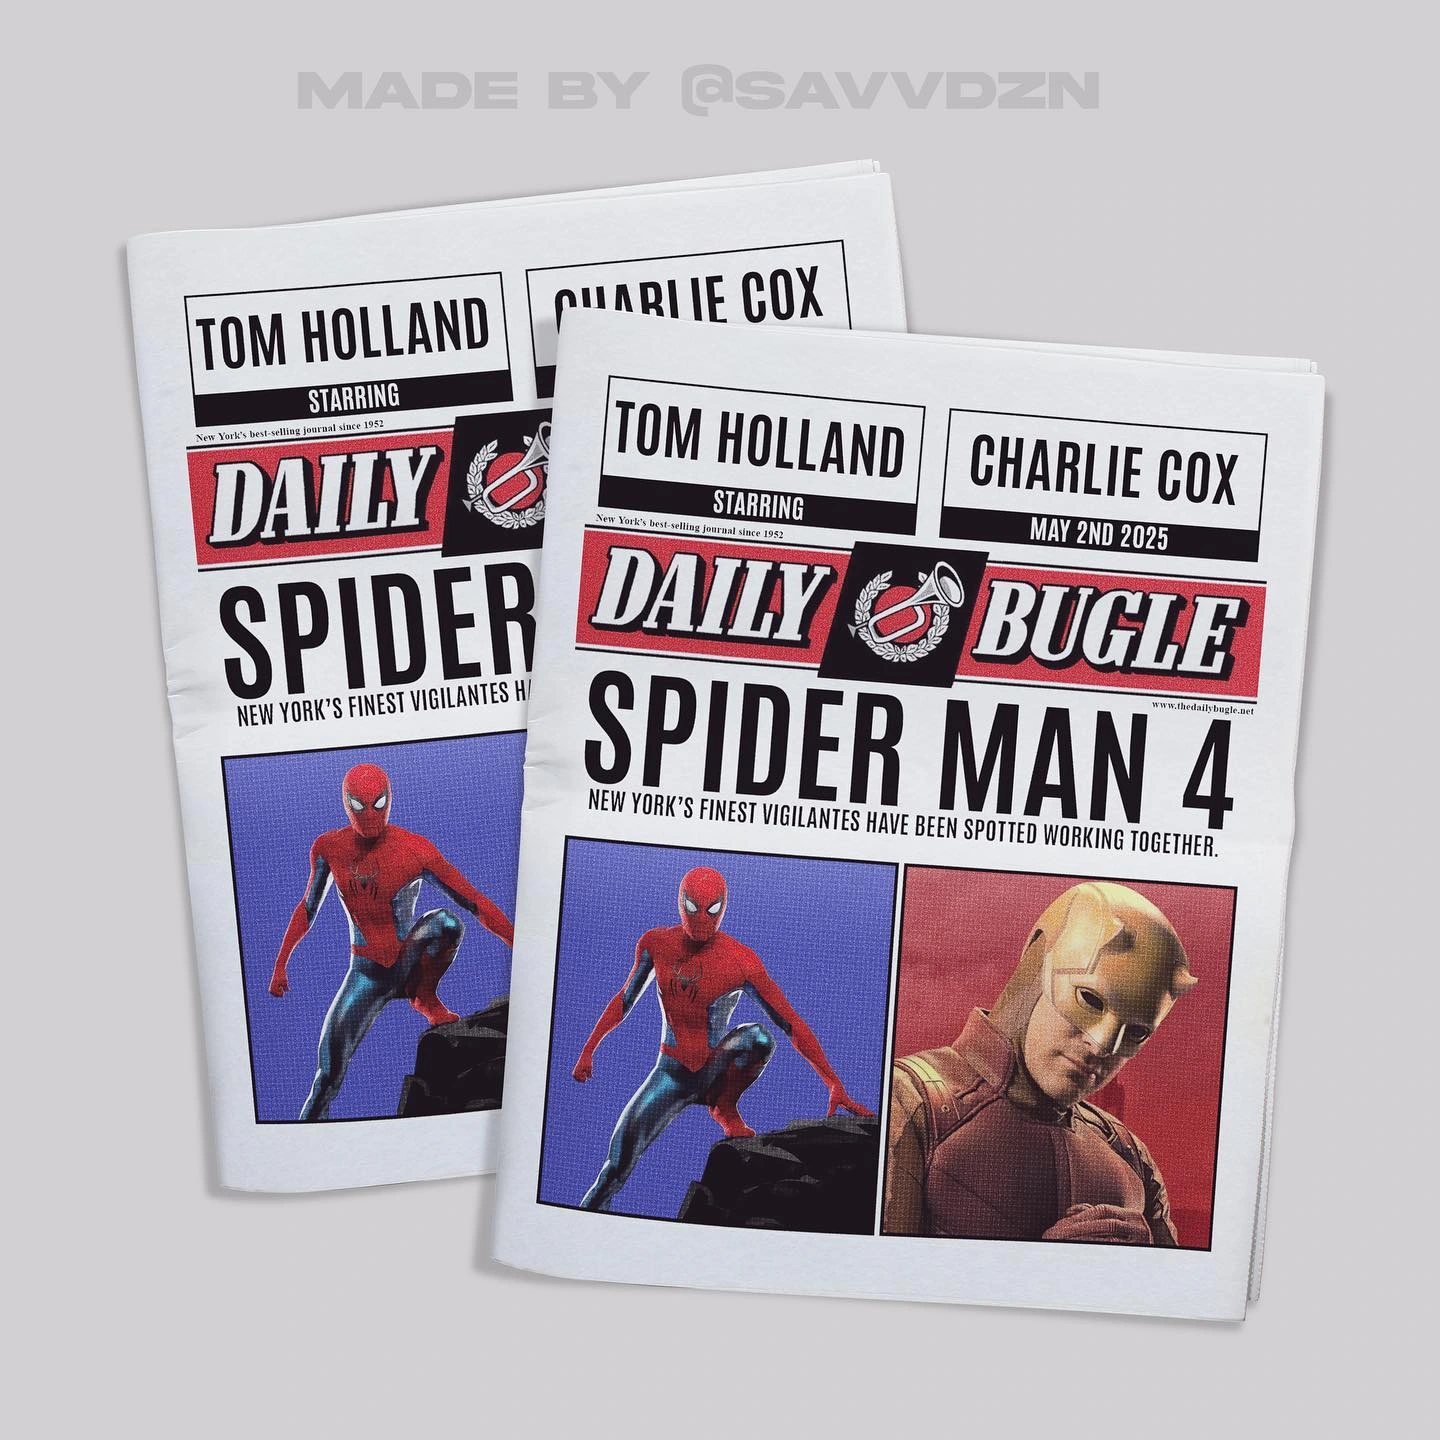 MADE BY @SAVVDZN
TOM HOLLAND
STARRING
CHARLIE COX
New York's best-selling journal since 1952
DAILY
SPIDER
NEW YORK'S FINEST VIGILANTES
TOM HOLLAND
STARRING
CHARLIE COX
MAY 2ND 2025
New York's best-selling journal since 1952
DAILY BUGLE
www.thedailybugle.net
SPIDER MAN 4
NEW YORK'S FINEST VIGILANTES HAVE BEEN SPOTTED WORKING TOGETHER.